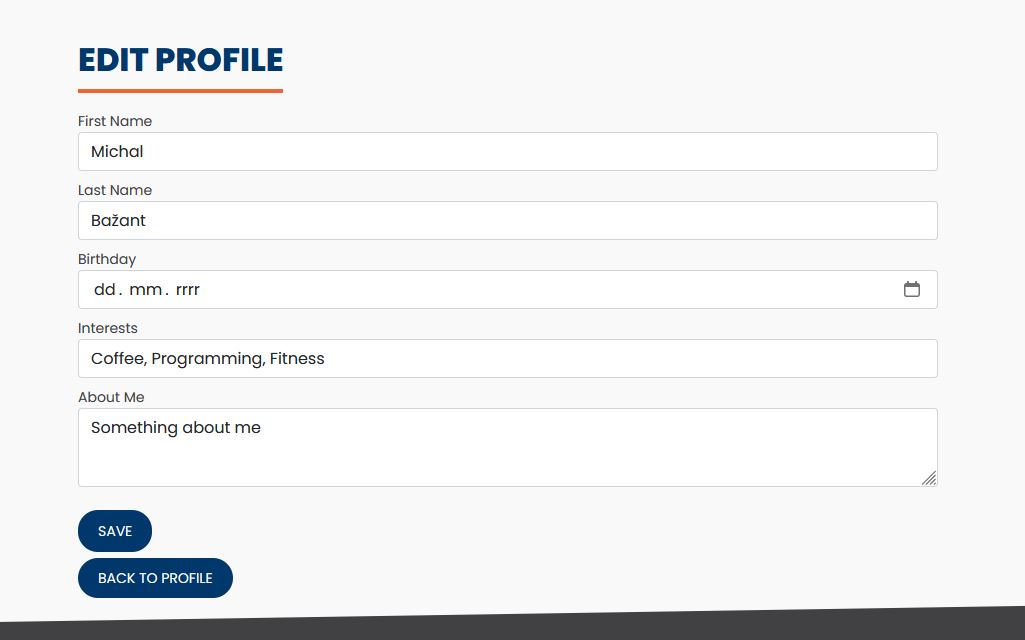 EDIT PROFILE
First Name
Michal
Last Name
Bažant
Birthday
dd. mm. rrrr
Interests
Coffee, Programming, Fitness
About Me
Something about me
SAVE
BACK TO PROFILE